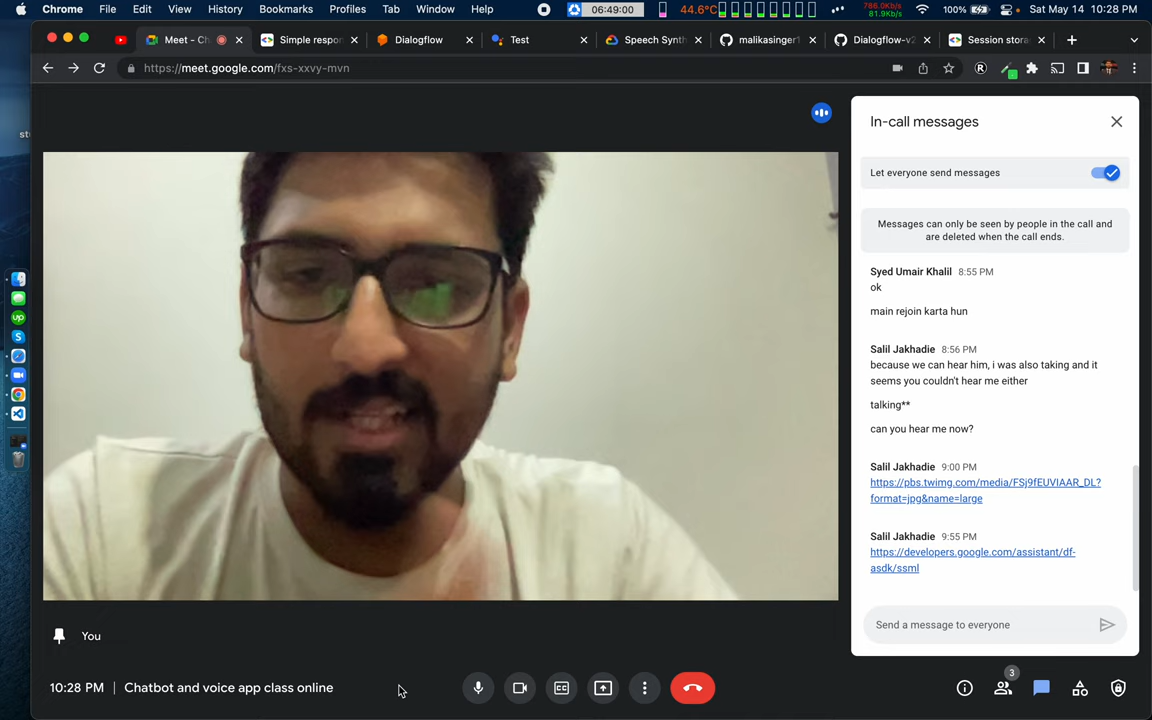 Chrome File Edit View History Bookmarks Profiles Tab Window Help 06:49:00 44.6°C 786.0Kb/s 81.9Kb/s 100% Sat May 14 10:28 PM
Meet - Ch Simple respor Dialogflow Test Speech Synth malikasinger1 Dialogflow-v2 Session stora
https://meet.google.com/fxs-xxvy-mvn
In-call messages
Let everyone send messages
Messages can only be seen by people in the call and
are deleted when the call ends.
Syed Umair Khalil 8:55 PM
ok
main rejoin karta hun
Salil Jakhadie 8:56 PM
because we can hear him, i was also taking and it
seems you couldn't hear me either
talking**
can you hear me now?
Salil Jakhadie 9:00 PM
https://pbs.twimg.com/media/FSj9fEUVIAAR_DL?
format=jpg&name=large
Salil Jakhadie 9:55 PM
https://developers.google.com/assistant/df-
asdk/ssml
Send a message to everyone
You
10:28 PM | Chatbot and voice app class online
3